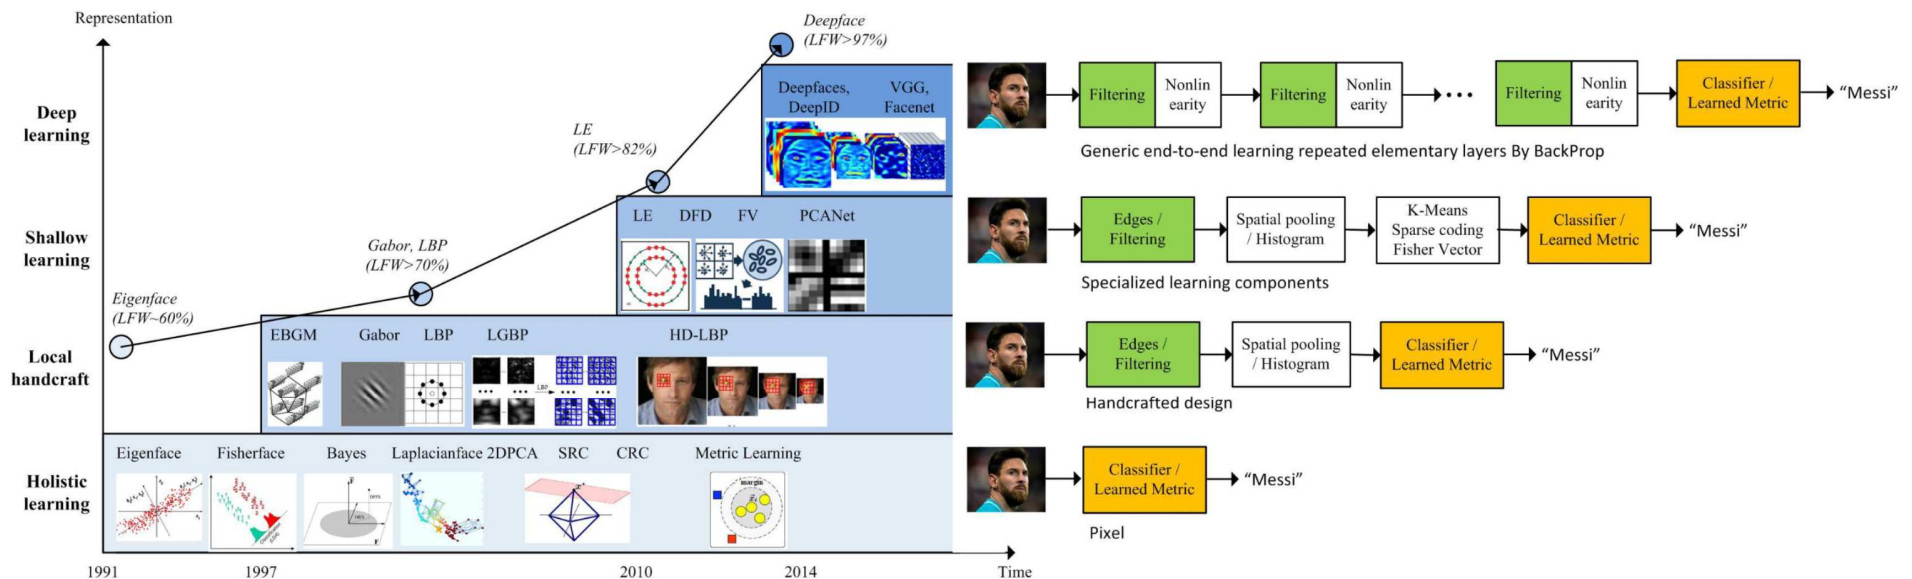 Representation
Deep
learning
Shallow
learning
Local
handcraft
Holistic
learning
Eigenface
(LFW~60%)
Gabor, LBP
(LFW>70%)
LE
(LFW>82%)
Deepface
(LFW>97%)
Deepfaces,
DeepID
VGG,
Facenet
LE DFD FV PCANet
EBGM Gabor LBP LGBP HD-LBP
LBP
Eigenface Fisherface Bayes Laplacianface 2DPCA SRC CRC Metric Learning
margin
1991 1997 2010 2014 Time
Filtering
Nonlin
earity
Filtering
Nonlin
earity
Filtering
Nonlin
earity
Classifier /
Learned Metric
“Messi”
Generic end-to-end learning repeated elementary layers By BackProp
Edges /
Filtering
Spatial pooling
/ Histogram
K-Means
Sparse coding
Fisher Vector
Classifier /
Learned Metric
“Messi”
Specialized learning components
Edges /
Filtering
Spatial pooling
/ Histogram
Classifier /
Learned Metric
“Messi”
Handcrafted design
Classifier /
Learned Metric
“Messi”
Pixel